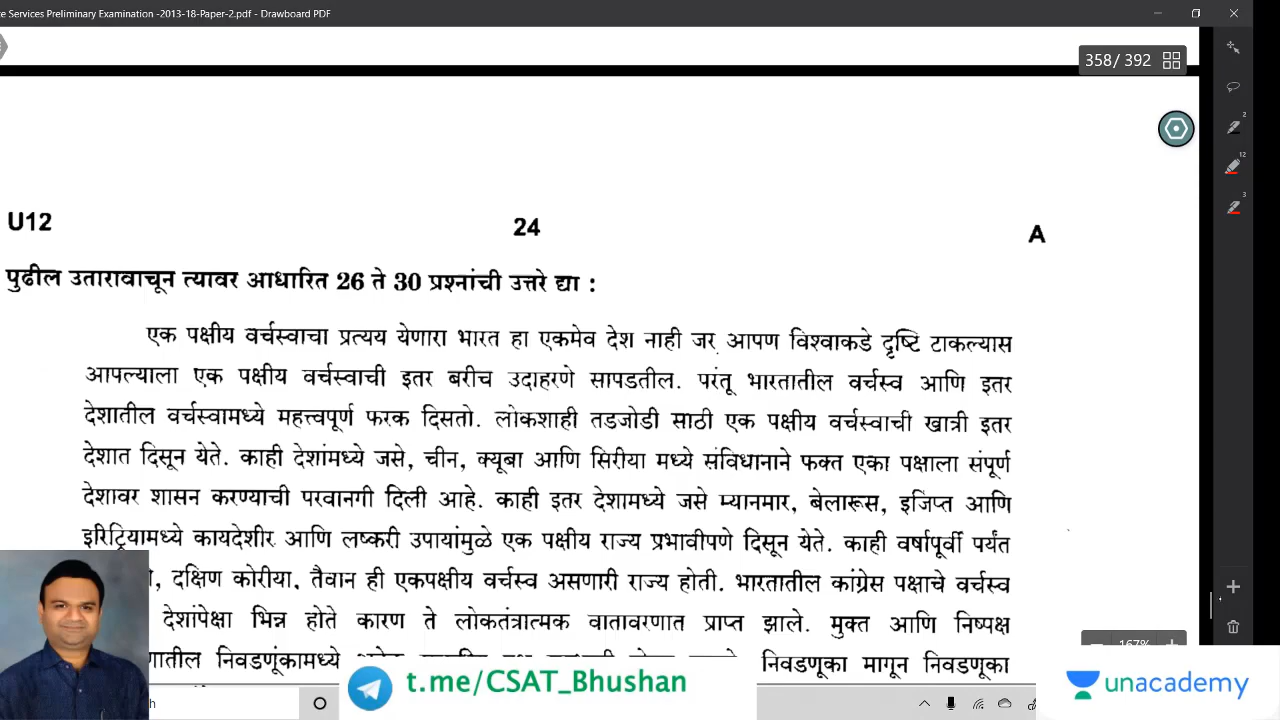 te Services Preliminary Examination -2013-18-Paper-2.pdf - Drawboard PDF
358/ 392
U12
24
A
पुढील उतारावाचून त्यावर आधारित 26 ते 30 प्रश्नांची उत्तरे द्या :
एक पक्षीय वर्चस्वाचा प्रत्यय येणारा भारत हा एकमेव देश नाही जर आपण विश्वाकडे दृष्टि टाकल्यास
आपल्याला एक पक्षीय वर्चस्वाची इतर बरीच उदाहरणे सापडतील. परंतू भारतातील वर्चस्व आणि इतर
देशातील वर्चस्वामध्ये महत्त्वपूर्ण फरक दिसतो. लोकशाही तडजोडी साठी एक पक्षीय वर्चस्वाची खात्री इतर
देशात दिसून येते. काही देशांमध्ये जसे, चीन, क्यूबा आणि सिरीया मध्ये संविधानाने फक्त एका पक्षाला संपूर्ण
देशावर शासन करण्याची परवानगी दिली आहे. काही इतर देशामध्ये जसे म्यानमार, बेलारूस, इजिप्त आणि
इरिट्रियामध्ये कायदेशीर आणि लष्करी उपायांमुळे एक पक्षीय राज्य प्रभावीपणे दिसून येते. काही वर्षापूर्वी पर्यंत
दक्षिण कोरीया, तैवान ही एकपक्षीय वर्चस्व असणारी राज्य होती. भारतातील कांग्रेस पक्षाचे वर्चस्व
देशांपेक्षा भिन्न होते कारण ते लोकतंत्रात्मक वातावरणात प्राप्त झाले. मुक्त आणि निष्पक्ष
निवडणूंकामध्ये निवडणूका मागून निवडणूका
167%
t.me/CSAT_Bhushan
unacademy